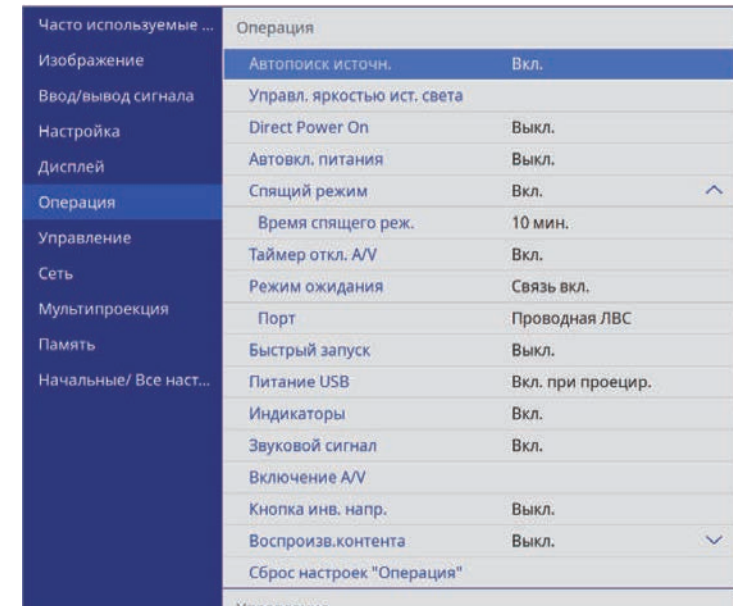 Часто используемые ...
Изображение
Ввод/вывод сигнала
Настройка
Дисплей
Операция
Управление
Сеть
Мультипроекция
Память
Начальные/ Все наст...
Операция
Автопоиск источн. Вкл.
Управл. яркостью ист. света
Direct Power On Выкл.
Автовкл. питания Выкл.
Спящий режим Вкл.
Время спящего реж. 10 мин.
Таймер откл. A/V Вкл.
Режим ожидания Связь вкл.
Порт Проводная ЛВС
Быстрый запуск Выкл.
Питание USB Вкл. при проецир.
Индикаторы Вкл.
Звуковой сигнал Вкл.
Включение A/V
Кнопка инв. напр. Выкл.
Воспроизв.контента Выкл.
Сброс настроек "Операция"